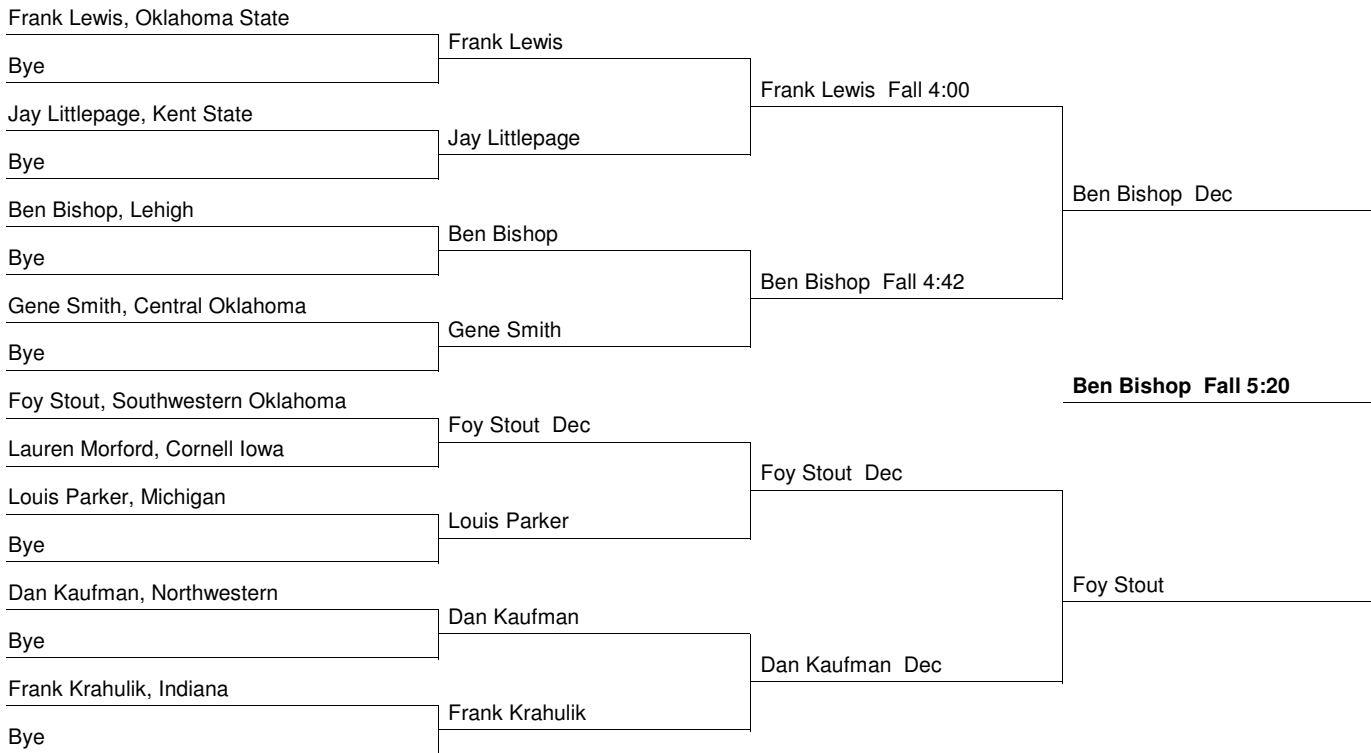 Frank Lewis, Oklahoma State
Bye
Jay Littlepage, Kent State
Bye
Ben Bishop, Lehigh
Bye
Gene Smith, Central Oklahoma
Bye
Foy Stout, Southwestern Oklahoma
Lauren Morford, Cornell Iowa
Louis Parker, Michigan
Bye
Dan Kaufman, Northwestern
Bye
Frank Krahulik, Indiana
Bye
Frank Lewis
Jay Littlepage
Ben Bishop
Gene Smith
Foy Stout Dec
Louis Parker
Dan Kaufman
Frank Krahulik
Frank Lewis Fall 4:00
Ben Bishop Fall 4:42
Foy Stout Dec
Dan Kaufman Dec
Ben Bishop Dec
Ben Bishop Fall 5:20
Foy Stout